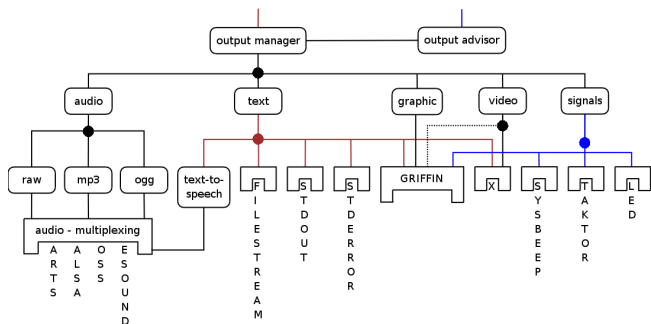 output manager
output advisor
audio
text
graphic
video
signals
raw
mp3
ogg
text-to-
speech
GRIFFIN
audio - multiplexing
ARTS
ALSA
OSS
ESOUND
FILESTREAM
STDOUT
STDERROR
X
SYSBEEP
TAKTOR
LED